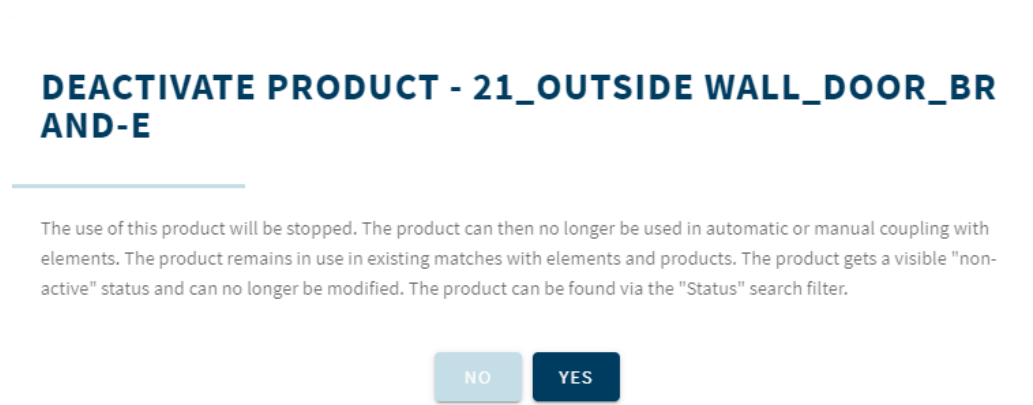 DEACTIVATE PRODUCT - 21_OUTSIDE WALL_DOOR_BR
AND-E
The use of this product will be stopped. The product can then no longer be used in automatic or manual coupling with
elements. The product remains in use in existing matches with elements and products. The product gets a visible "non-
active" status and can no longer be modified. The product can be found via the "Status" search filter.
NO
YES